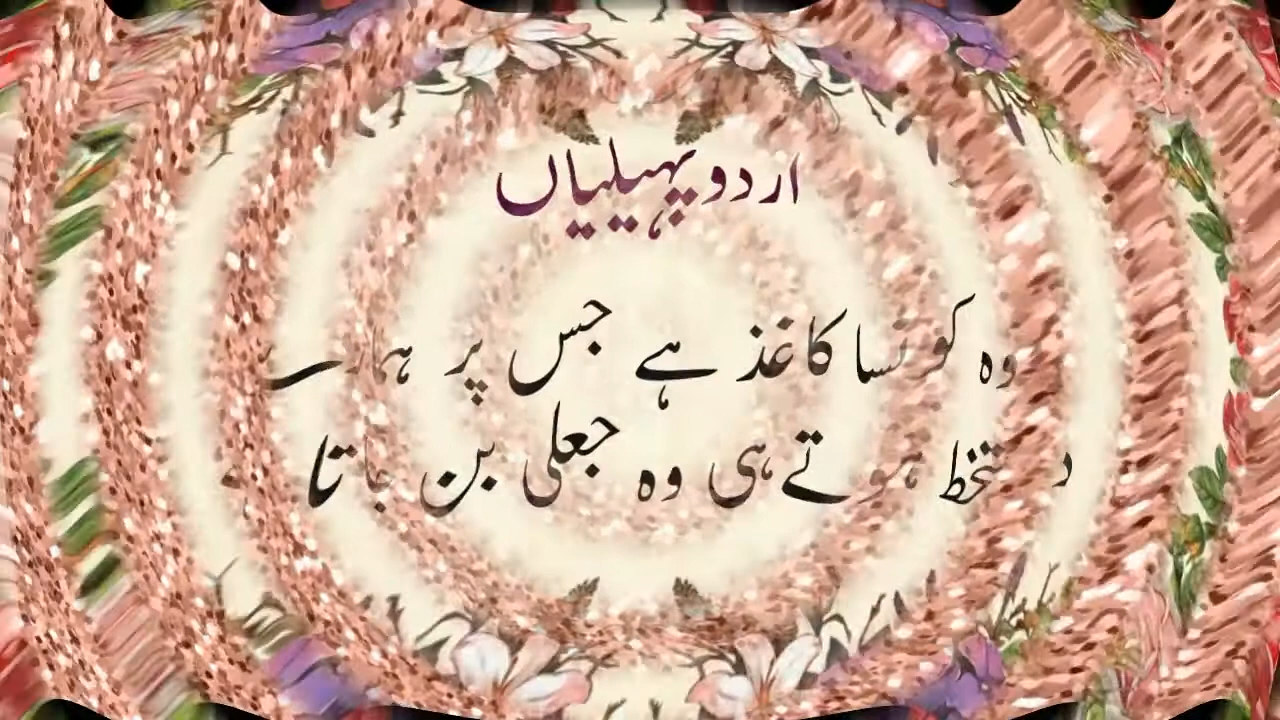 اردو پہیلیاں
وہ کونسا کاغذ ہے جس پر ہمارے
دستخط ہوتے ہی وہ جعلی بن جاتا